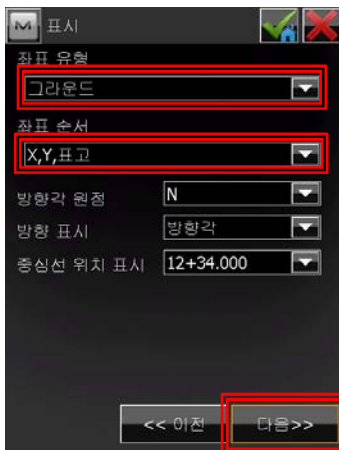 M 표시
좌표 유형
그라운드
좌표 순서
X,Y,표고
방향각 원점 N
방향 표시 방향각
중심선 위치 표시 12+34.000
<< 이전 다음>>